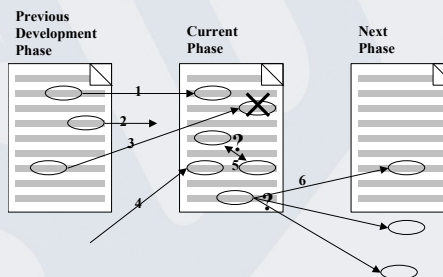 Previous
Development
Phase
Current
Phase
Next
Phase
1
2
3
?
5
4
?
6